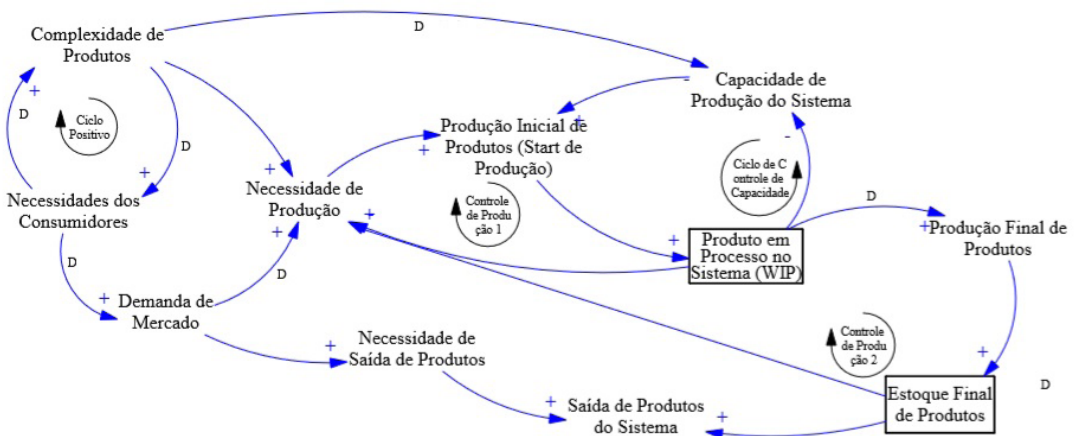 Complexidade de
Produtos
D
Capacidade de
Produção do Sistema
-
+
D
+
Ciclo
Positivo
D
+
Produção Inicial de
Produtos (Start de
Produção)
+
+
-
Ciclo de C
ontrole de
Capacidade
Necessidades dos
Consumidores
+
Necessidade de
Produção
Controle
de Produ
ção 1
D
+
Produção Final de
Produtos
-
+
+
Produto em
Processo no
Sistema (WIP)
D
D
+
Demanda de
Mercado
+
Necessidade de
Saída de Produtos
Controle
de Produ
ção 2
+
D
Estoque Final
de Produtos
+
Saída de Produtos
do Sistema
+